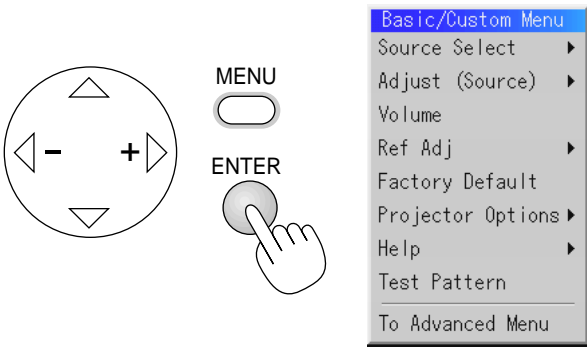 MENU
- +
ENTER
Basic/Custom Menu
Source Select
Adjust (Source)
Volume
Ref Adj
Factory Default
Projector Options
Help
Test Pattern
To Advanced Menu